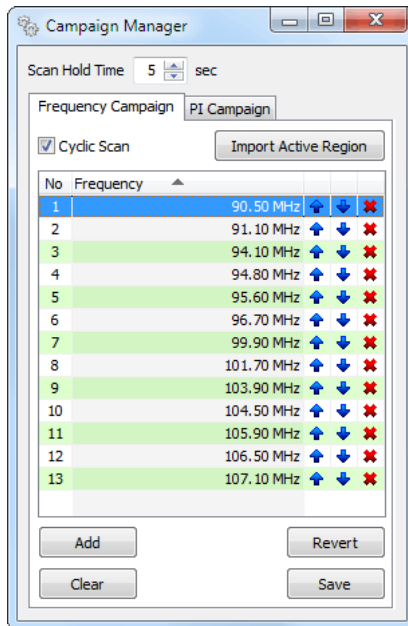 Campaign Manager
Scan Hold Time 5 sec
Frequency Campaign PI Campaign
Cyclic Scan Import Active Region
No Frequency
1 90.50 MHz
2 91.10 MHz
3 94.10 MHz
4 94.80 MHz
5 95.60 MHz
6 96.70 MHz
7 99.90 MHz
8 101.70 MHz
9 103.90 MHz
10 104.50 MHz
11 105.90 MHz
12 106.50 MHz
13 107.10 MHz
Add Revert
Clear Save